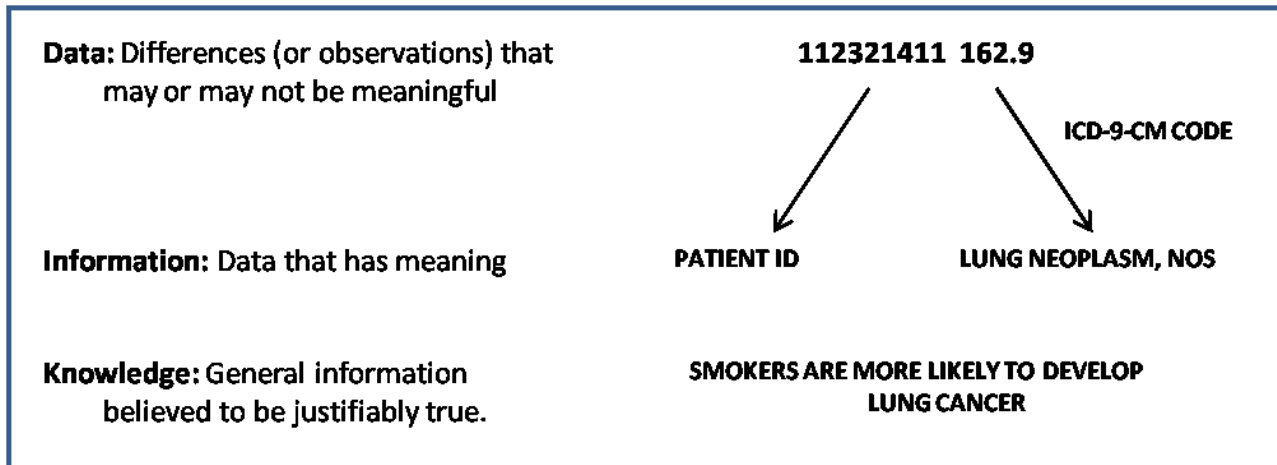 Data: Differences (or observations) that
may or may not be meaningful
112321411 162.9
ICD-9-CM CODE
Information: Data that has meaning
PATIENT ID
LUNG NEOPLASM, NOS
Knowledge: General information
believed to be justifiably true.
SMOKERS ARE MORE LIKELY TO DEVELOP
LUNG CANCER